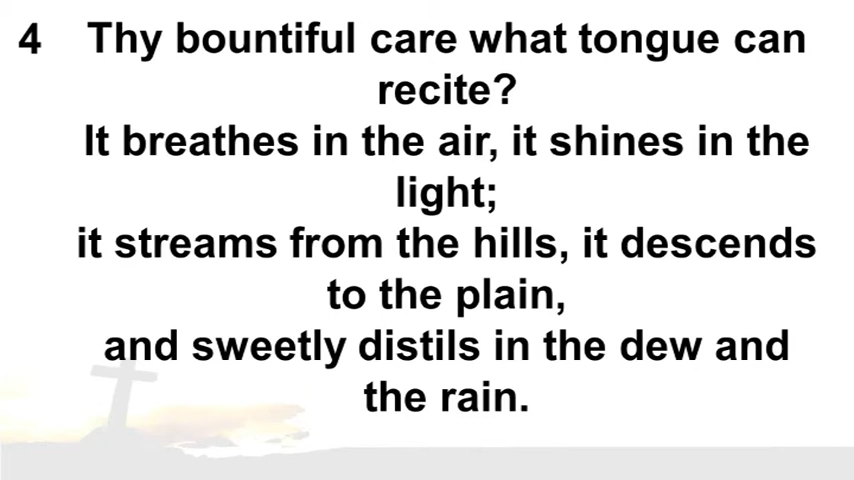 4 Thy bountiful care what tongue can
recite?
It breathes in the air, it shines in the
light;
it streams from the hills, it descends
to the plain,
and sweetly distils in the dew and
the rain.